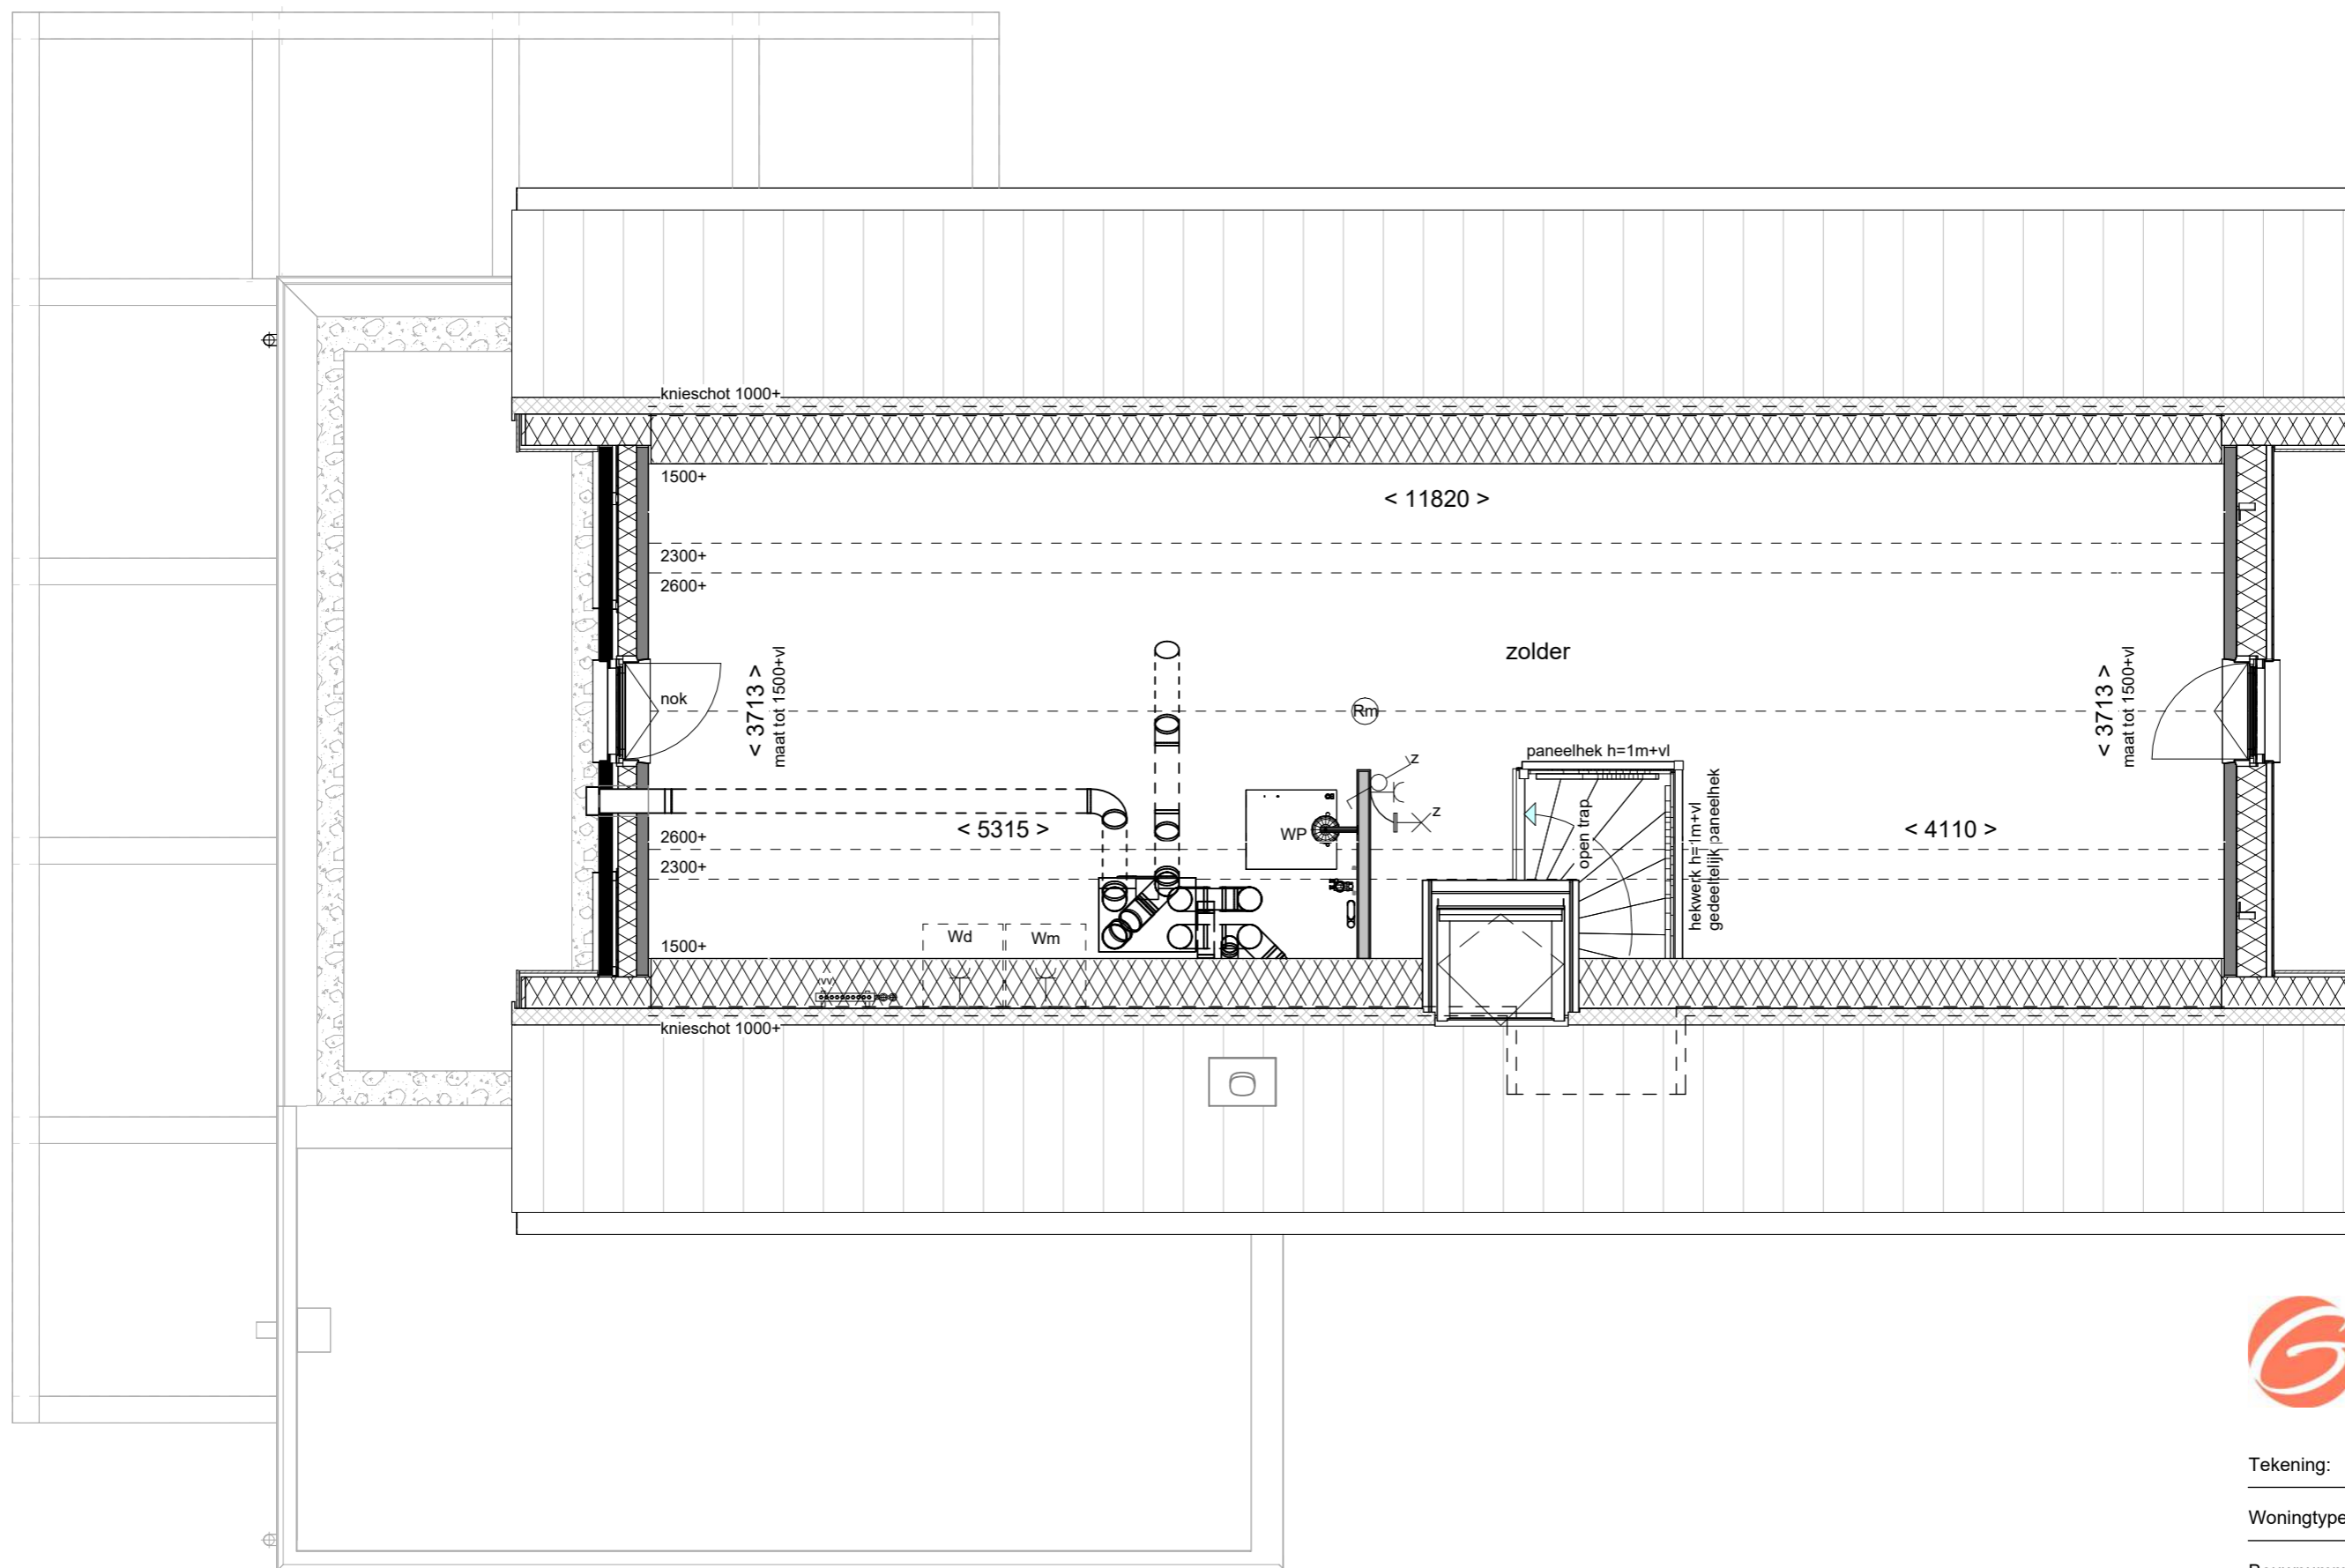 knieschot 1000+
1500+
< 11820 >
2300+
2600+
zolder
nok
< 3713 >
maat tot 1500+vl
Rm
< 3713 >
maat tot 1500+vl
paneelhek h=1m+vl
z
z
open trap
hekwerk h=1m+vl
gedeeltelijk paneelhek
WP
< 5315 >
< 4110 >
2600+
2300+
1500+
Wd
Wm
knieschot 1000+
Tekening:
Woningtype